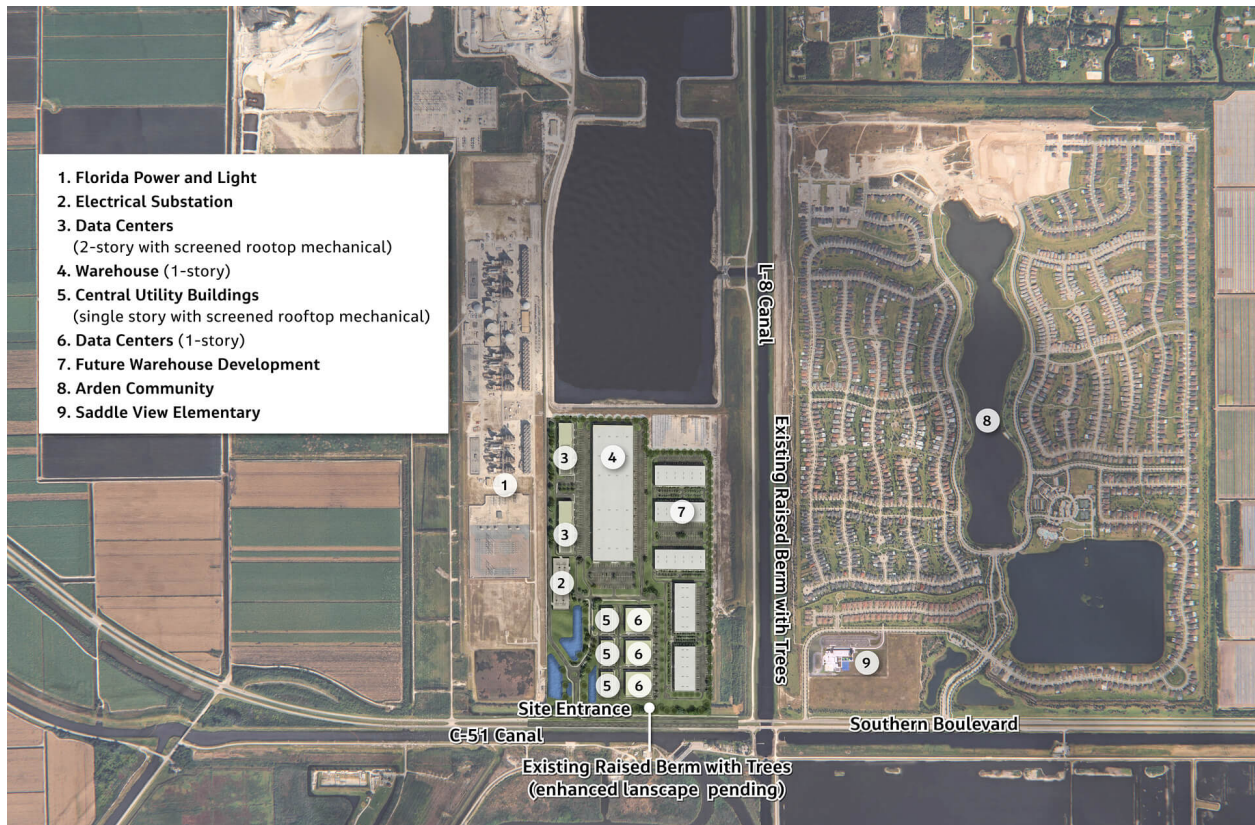 1. Florida Power and Light
2. Electrical Substation
3. Data Centers
(2-story with screened rootop mechanical)
4. Warehouse (1-story)
5. Central Utility Buildings
(single story with screened rooftop mechanical)
6. Data Centers (1-story)
7. Future Warehouse Development
8. Arden Community
9. Saddle View Elementary
L-8 Canal
Existing Raised Berm with Trees
8
3
4
1
7
3
2
5
6
5
6
9
5
6
Site Entrance
Southern Boulevard
C-51 Canal
Existing Raised Berm with Trees
(enhanced lanscape pending)